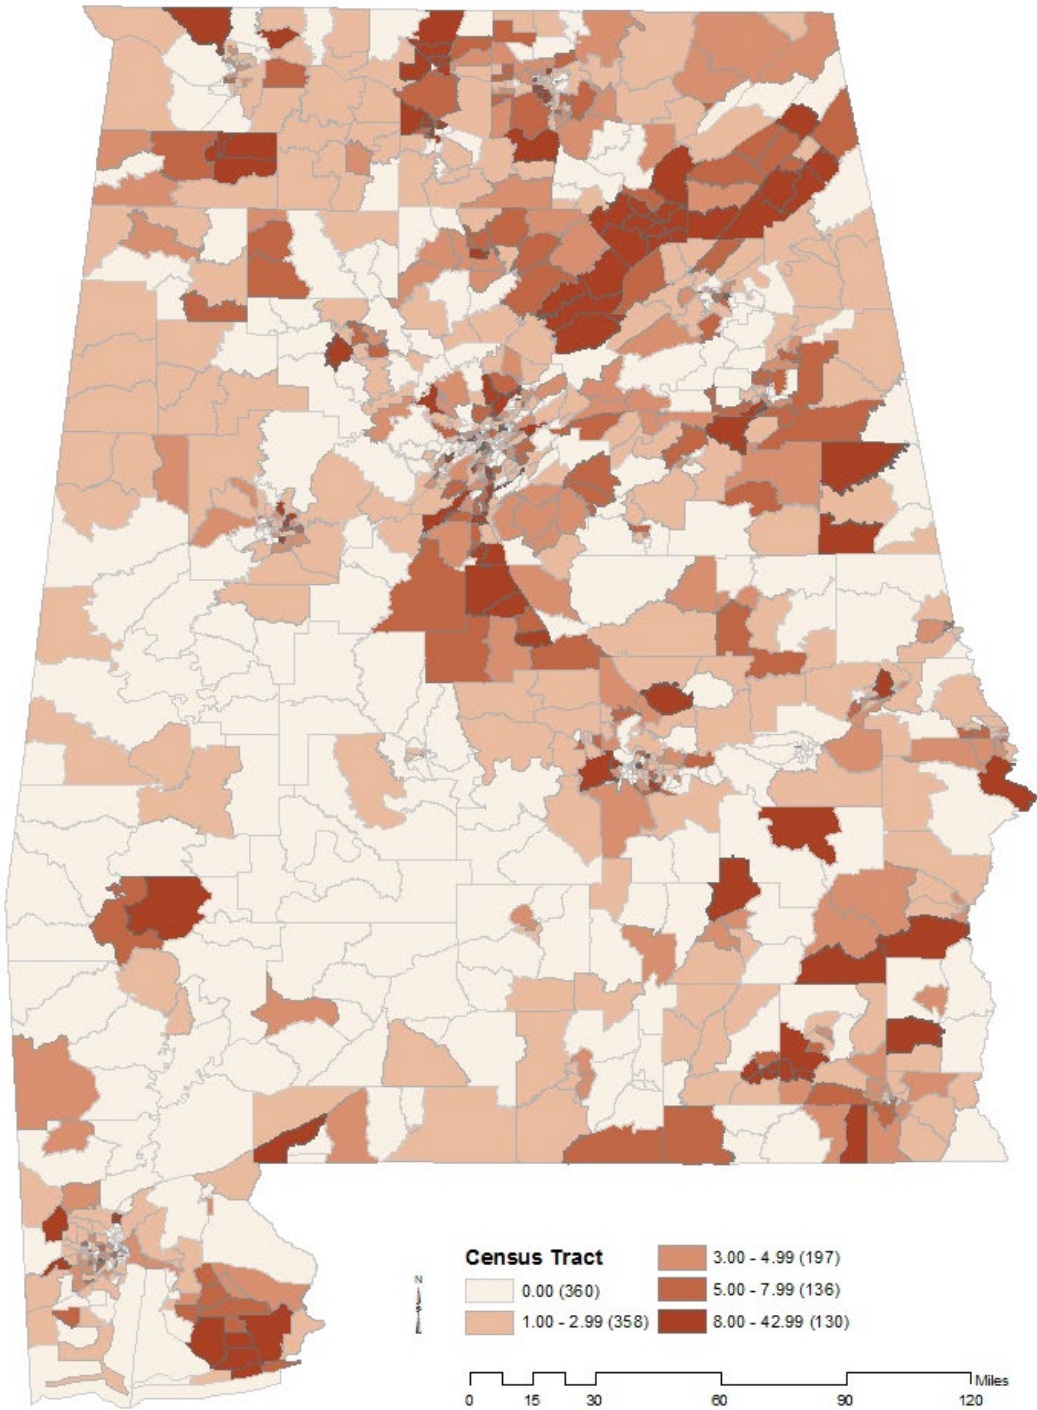 N
Census Tract
0.00 (360)
1.00 - 2.99 (358)
3.00 - 4.99 (197)
5.00 - 7.99 (136)
8.00 - 42.99 (130)
Miles
0 15 30 60 90 120